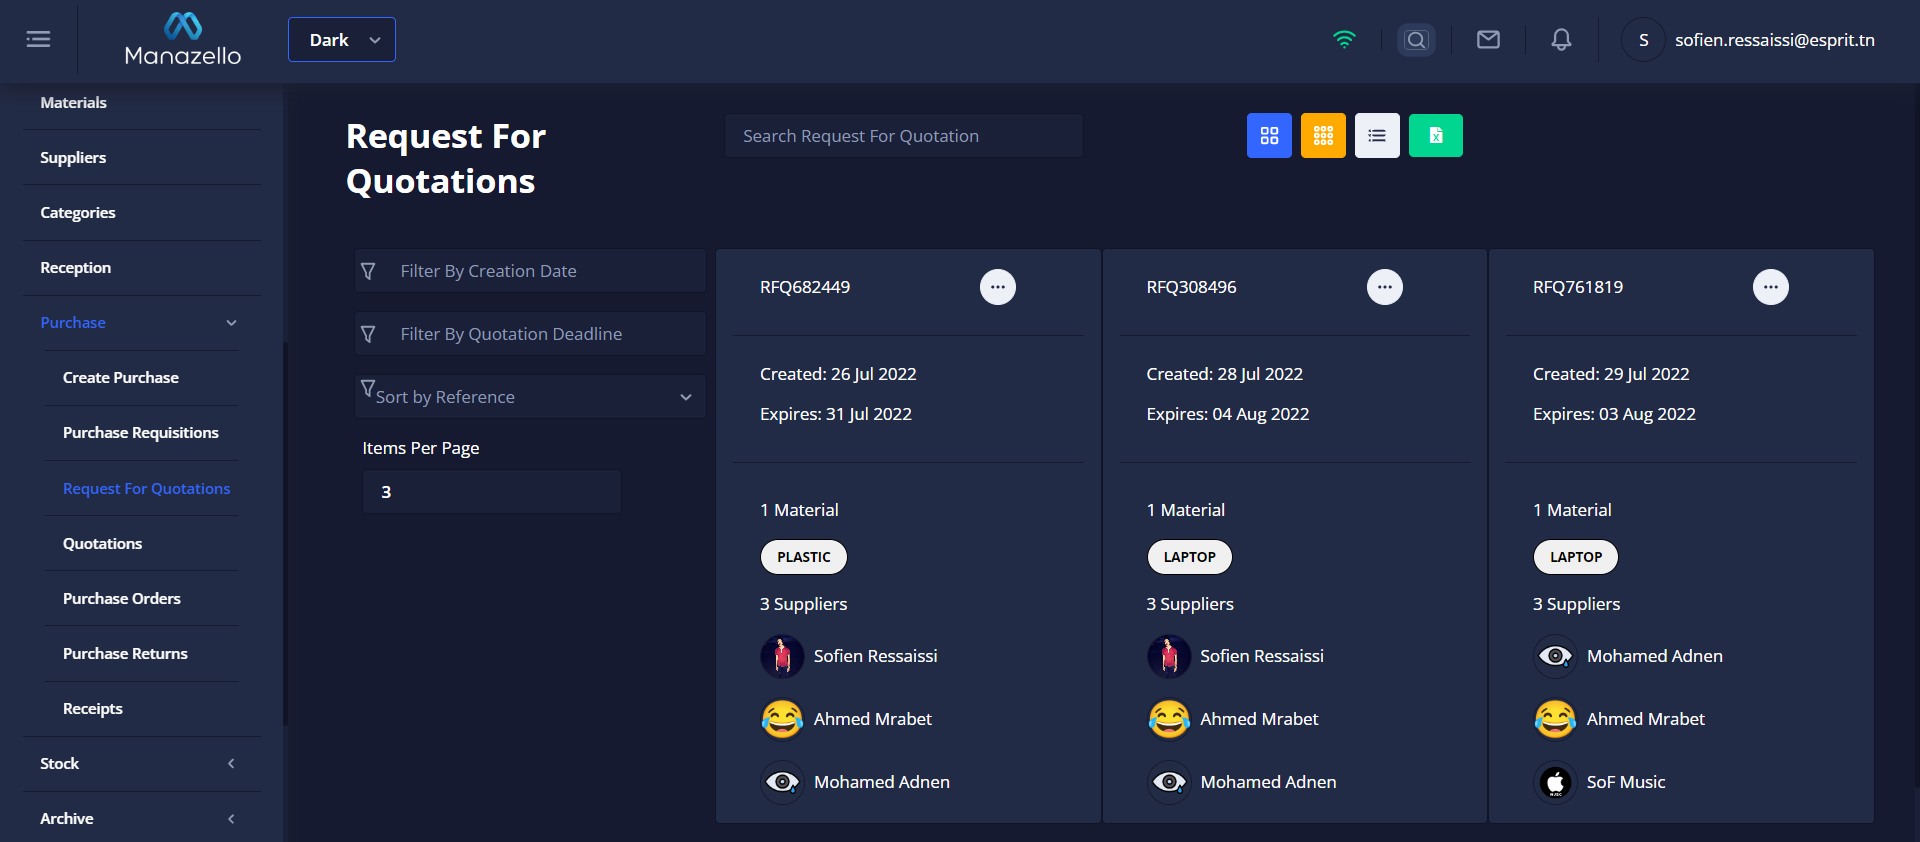 Manazello
Dark
S
sofien.ressaissi@esprit.tn
Materials
Suppliers
Categories
Reception
Purchase
Create Purchase
Purchase Requisitions
Request For Quotations
Quotations
Purchase Orders
Purchase Returns
Receipts
Stock
Archive
Request For
Quotations
Search Request For Quotation
Filter By Creation Date
Filter By Quotation Deadline
Sort by Reference
Items Per Page
3
RFQ682449
Created: 26 Jul 2022
Expires: 31 Jul 2022
1 Material
PLASTIC
3 Suppliers
Sofien Ressaissi
Ahmed Mrabet
Mohamed Adnen
RFQ308496
Created: 28 Jul 2022
Expires: 04 Aug 2022
1 Material
LAPTOP
3 Suppliers
Sofien Ressaissi
Ahmed Mrabet
Mohamed Adnen
RFQ761819
Created: 29 Jul 2022
Expires: 03 Aug 2022
1 Material
LAPTOP
3 Suppliers
Mohamed Adnen
Ahmed Mrabet
SoF Music